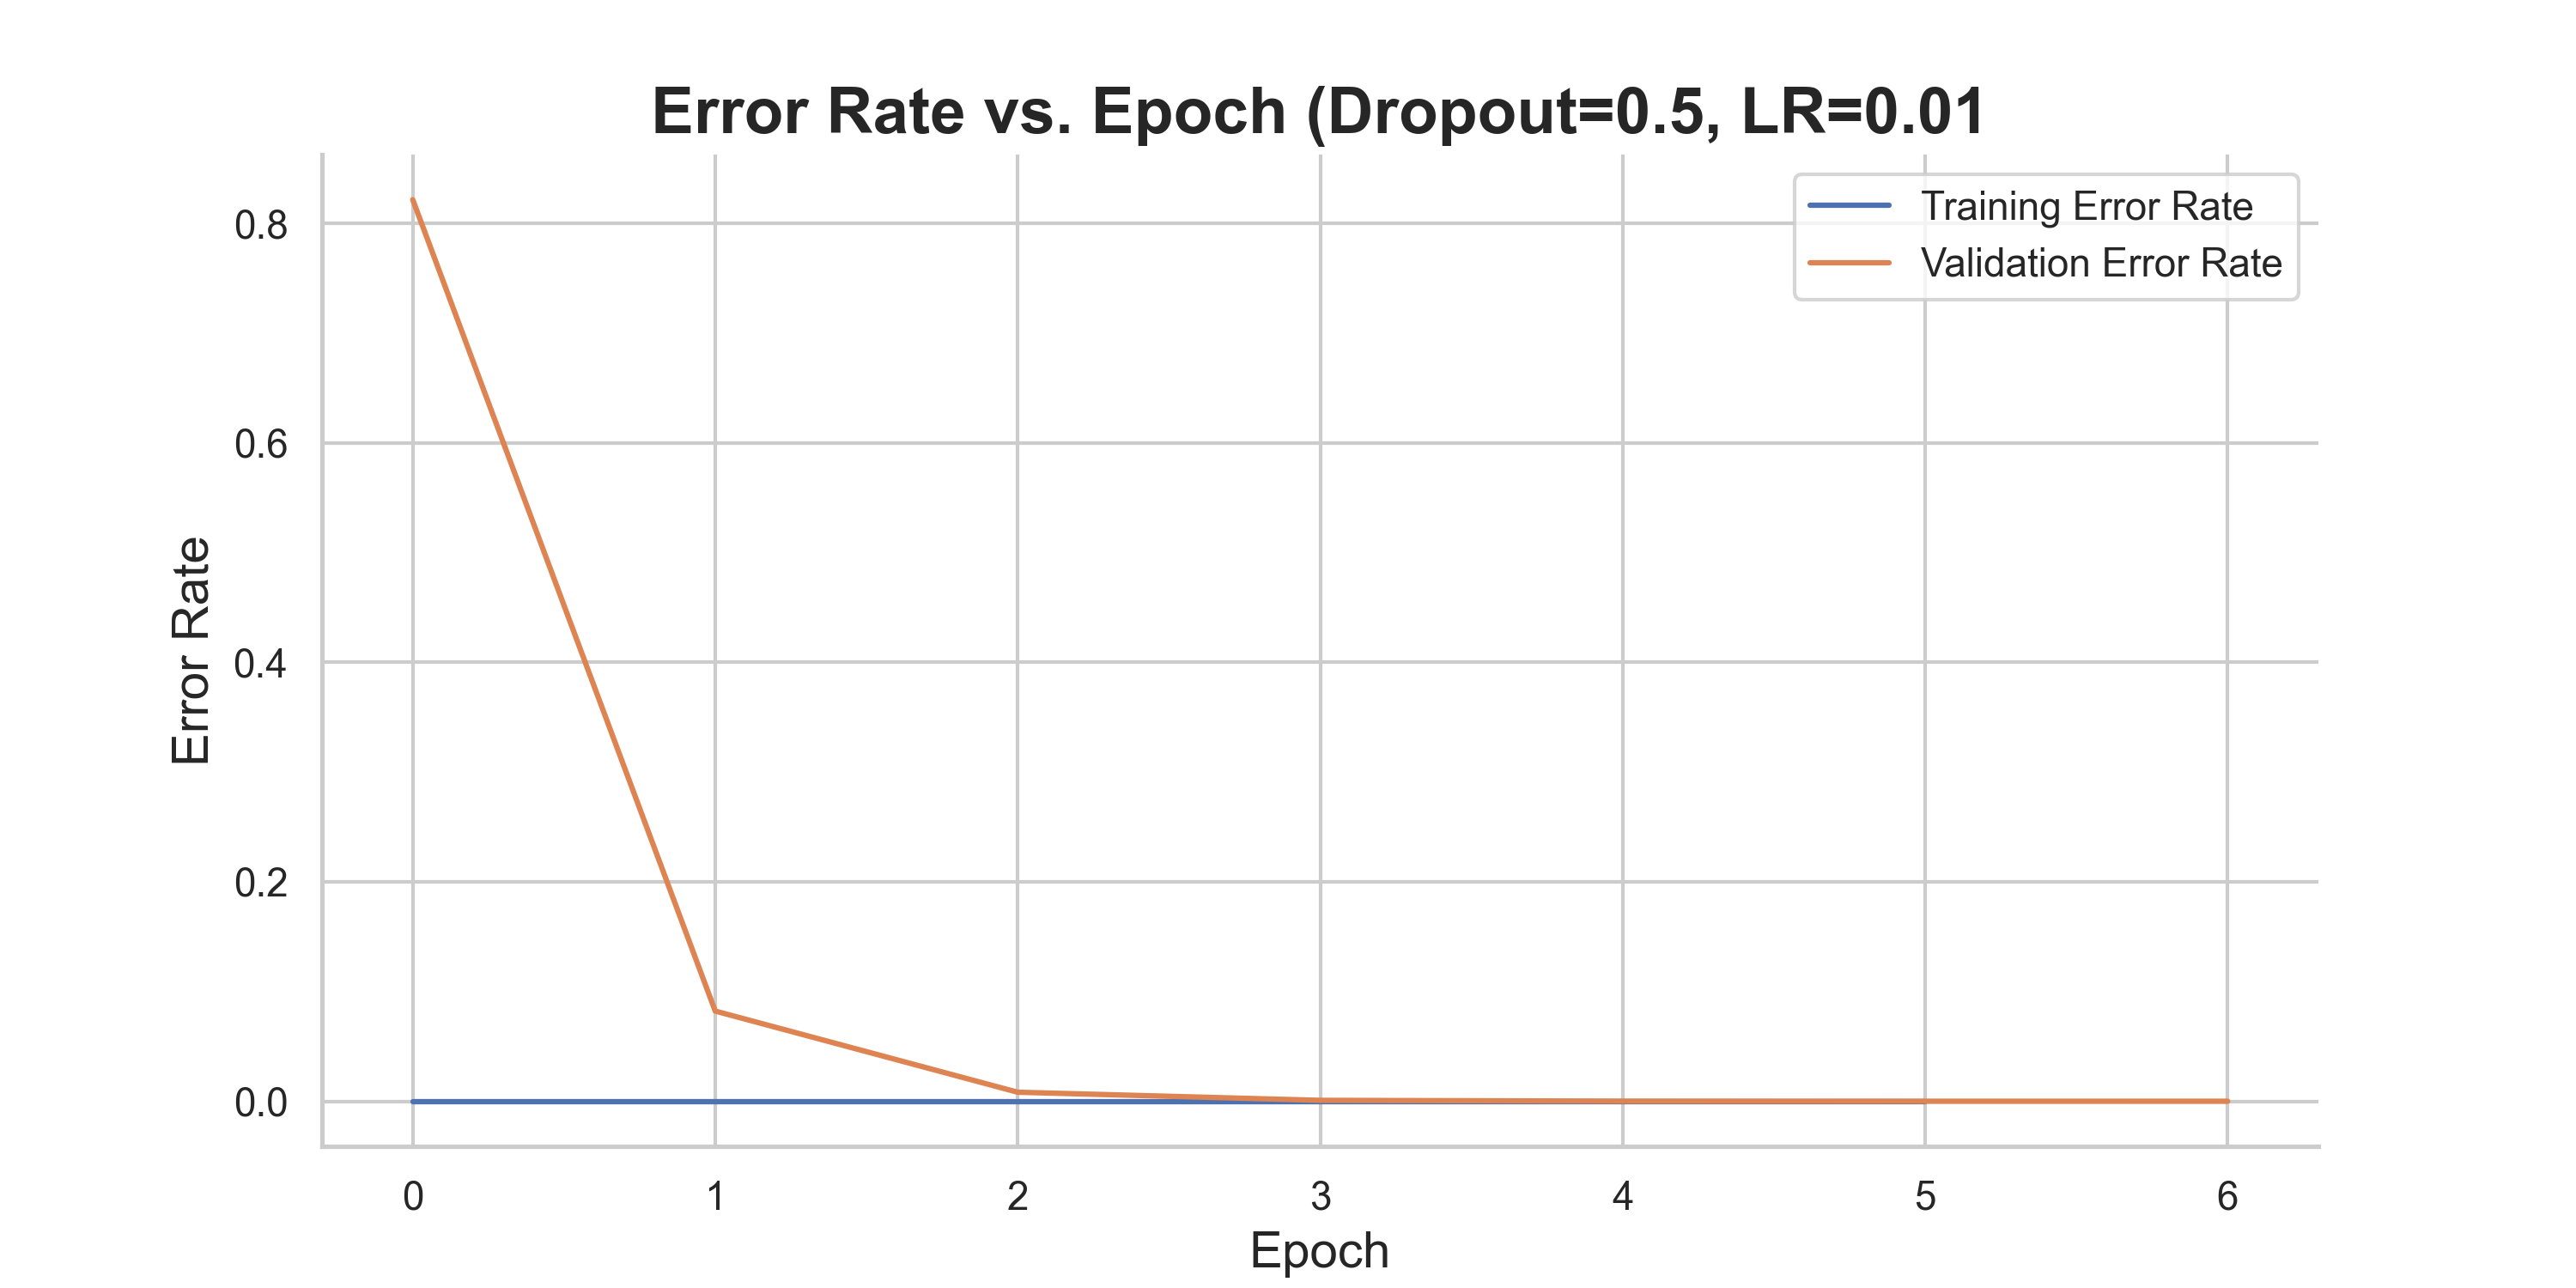 Error Rate vs. Epoch (Dropout=0.5, LR=0.01
Training Error Rate
Validation Error Rate
Error Rate
0.8
0.6
0.4
0.2
0.0
0 1 2 3 4 5 6
Epoch